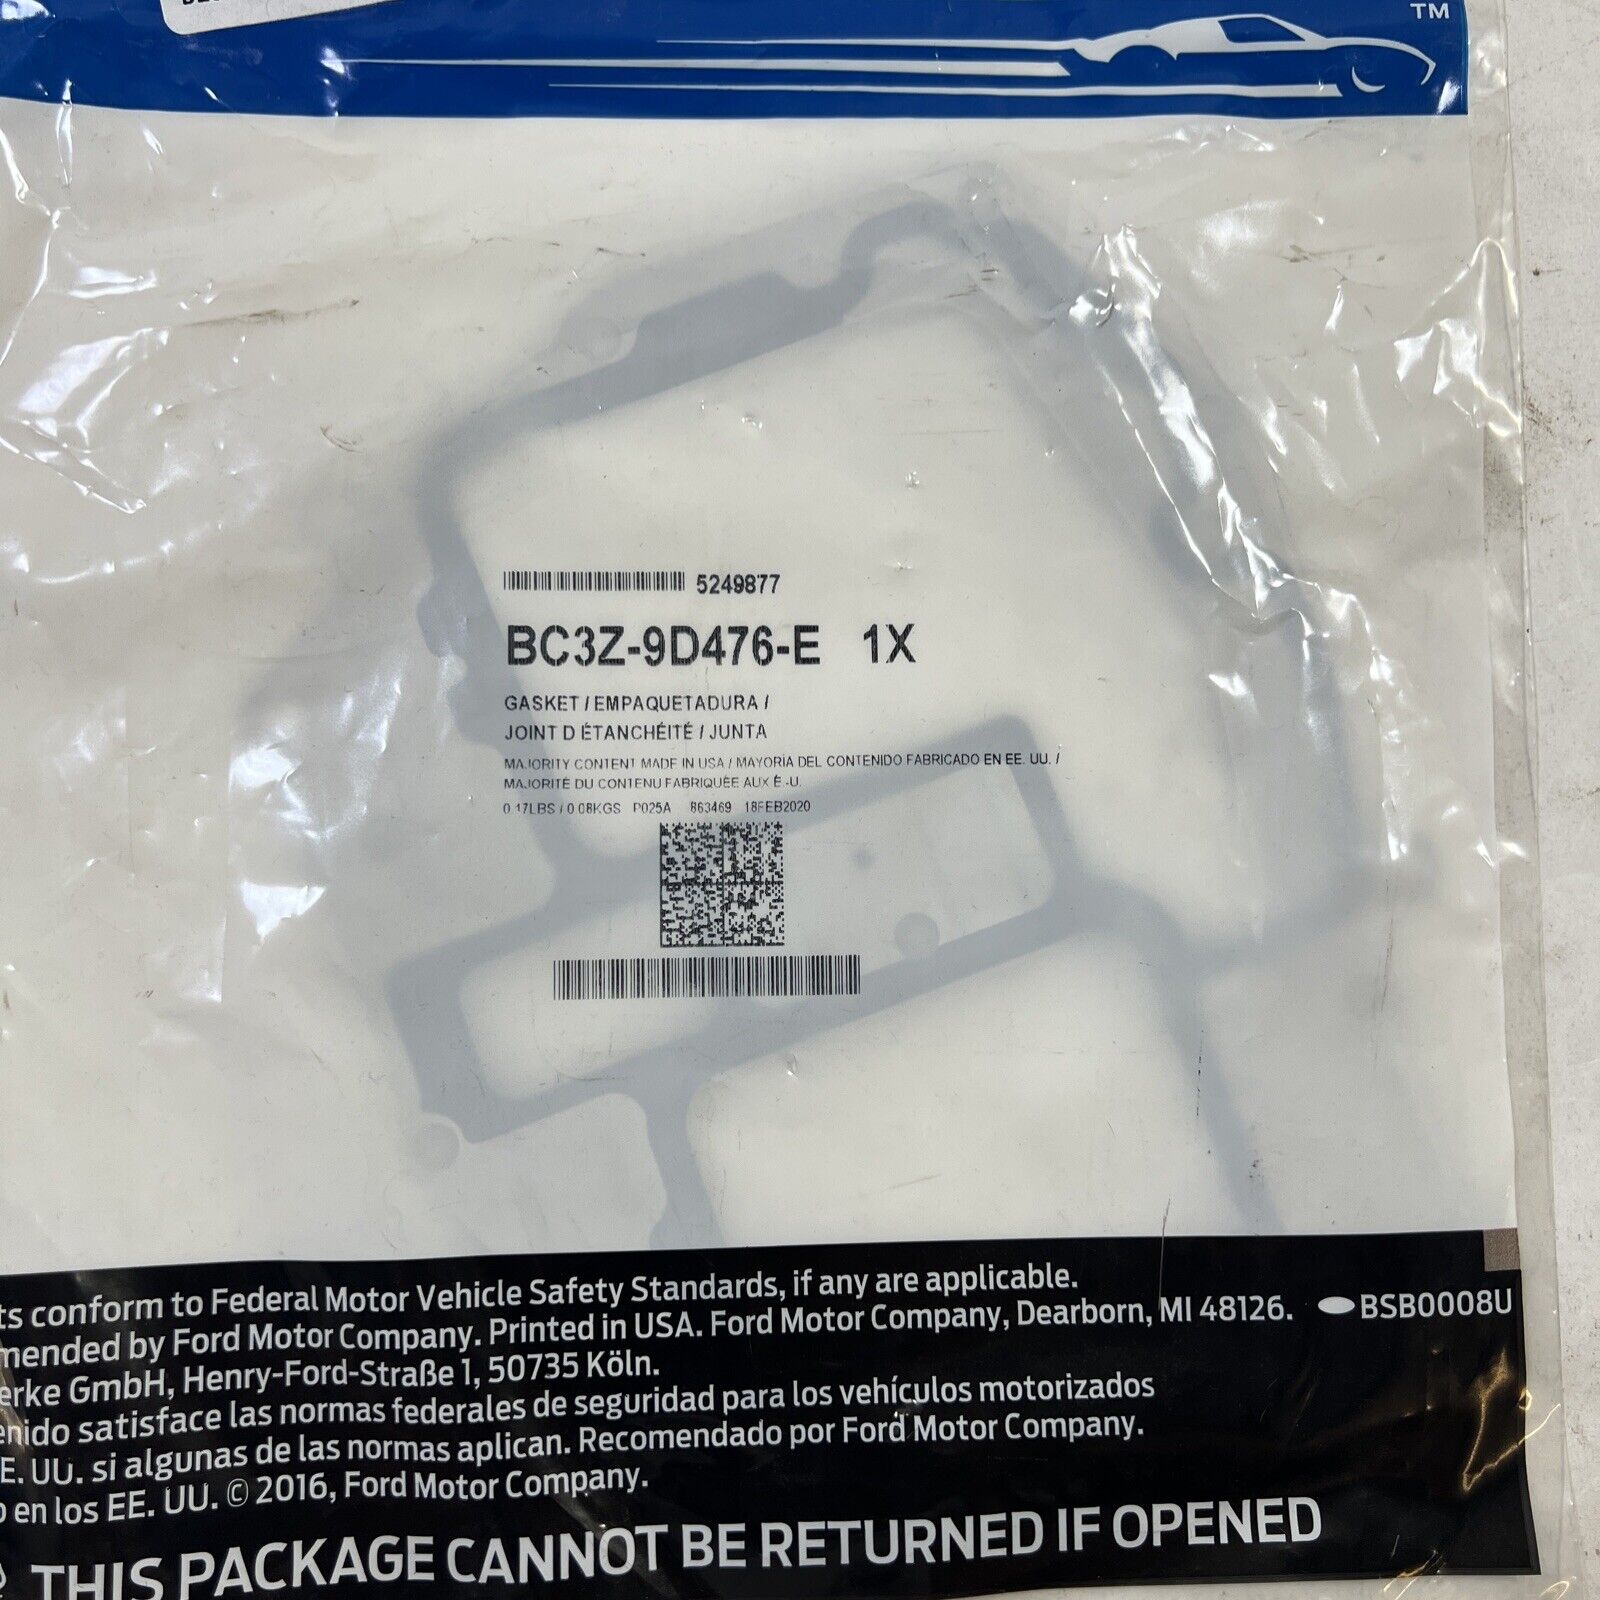 TM
5249877
BC3Z-9D476-E 1X
GASKET / EMPAQUETADURA /
JOINT D ÉTANCHÉITÉ / JUNTA
MAJORITY CONTENT MADE IN USA / MAYORÍA DEL CONTENIDO FABRICADO EN EE. UU. /
MAJORITÉ DU CONTENU FABRIQUÉE AUX É.-U.
0.17LBS / 0.08KGS P025A 863469 18FEB2020
ts conform to Federal Motor Vehicle Safety Standards, if any are applicable.
mended by Ford Motor Company. Printed in USA. Ford Motor Company, Dearborn, MI 48126. BSB0008U
erke GmbH, Henry-Ford-Straße 1, 50735 Köln.
enido satisface las normas federales de seguridad para los vehículos motorizados
E. UU. si algunas de las normas aplican. Recomendado por Ford Motor Company.
o en los EE. UU. © 2016, Ford Motor Company.
THIS PACKAGE CANNOT BE RETURNED IF OPENED